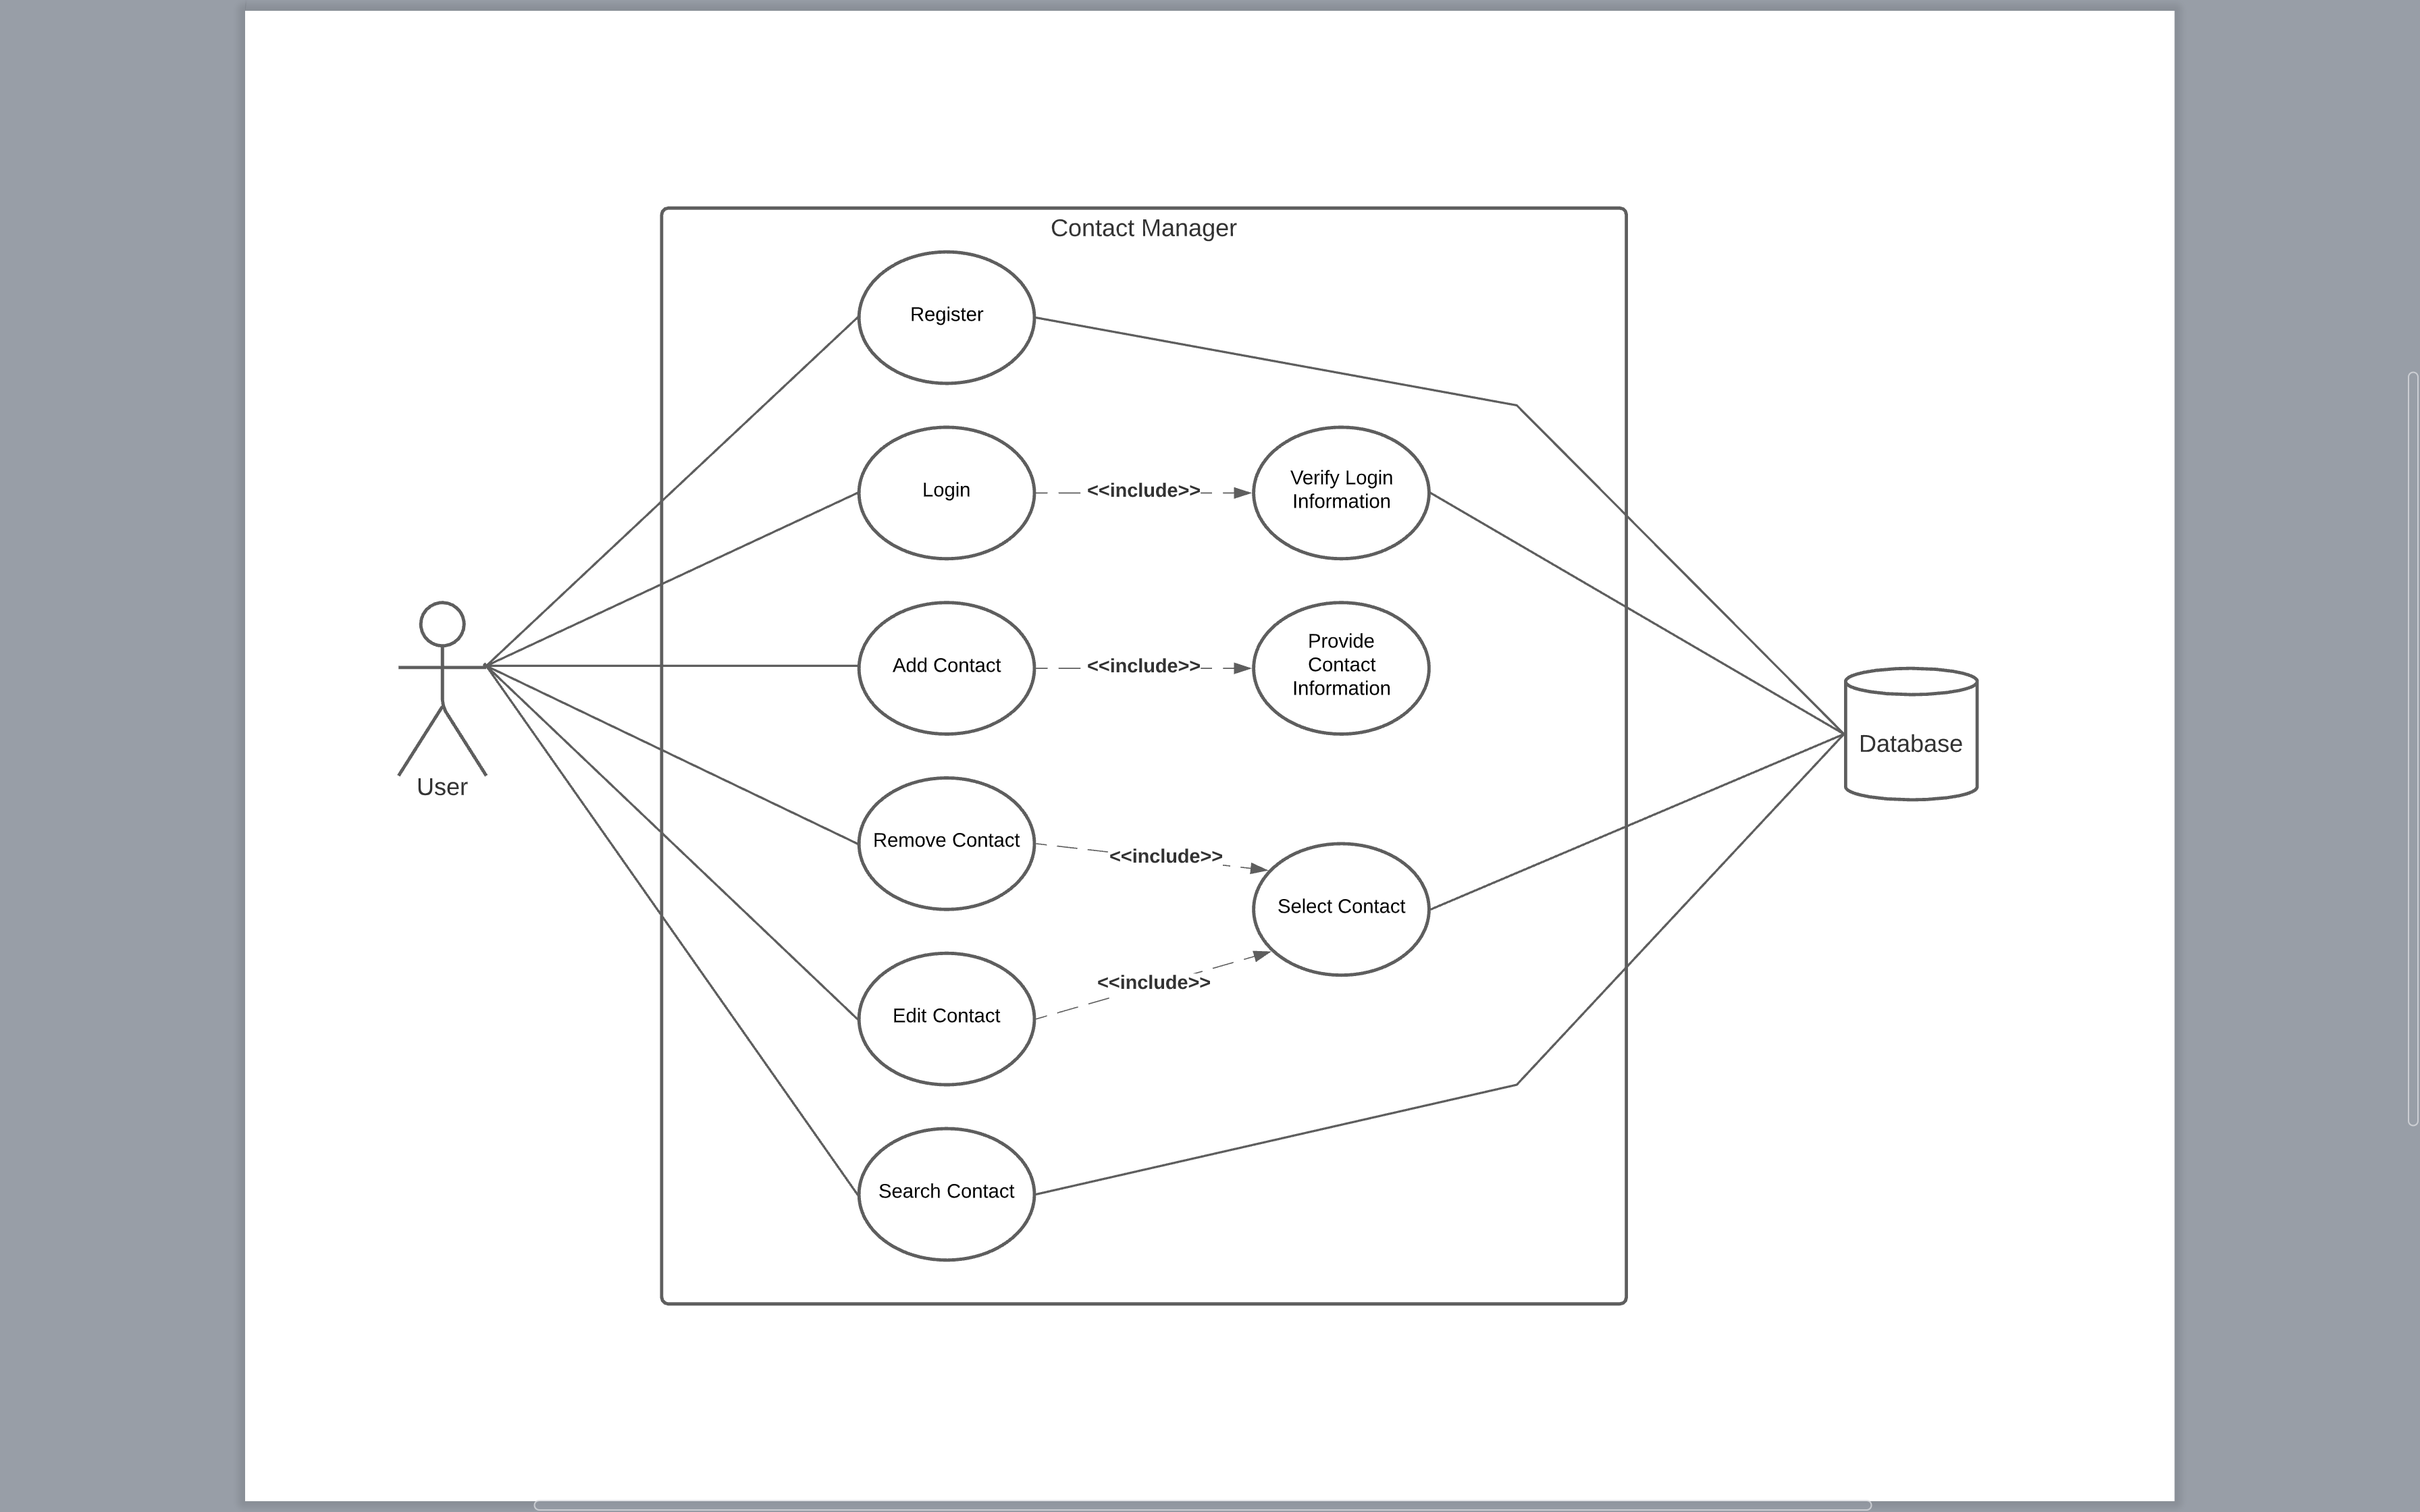 Contact Manager
Register
Login
<<include>>
Verify Login
Information
Add Contact
<<include>>
Provide
Contact
Information
User
Database
Remove Contact
<<include>>
Select Contact
<<include>>
Edit Contact
Search Contact